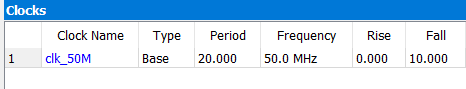 Clocks
Clock Name Type Period Frequency Rise Fall
1 clk_50M Base 20.000 50.0 MHz 0.000 10.000